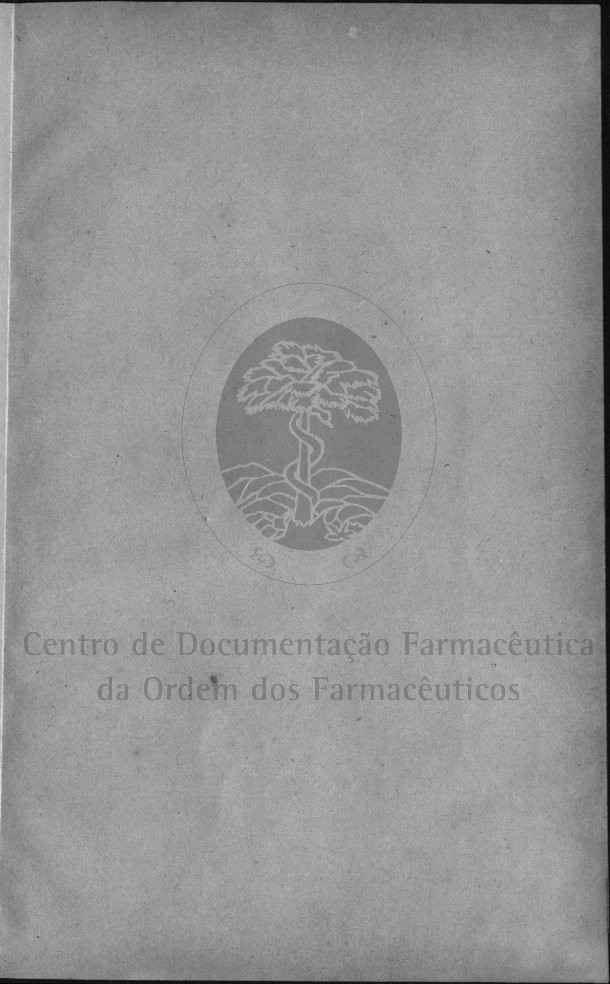 Centro de Documentação Farmacêutica
da Ordem dos Farmacêuticos